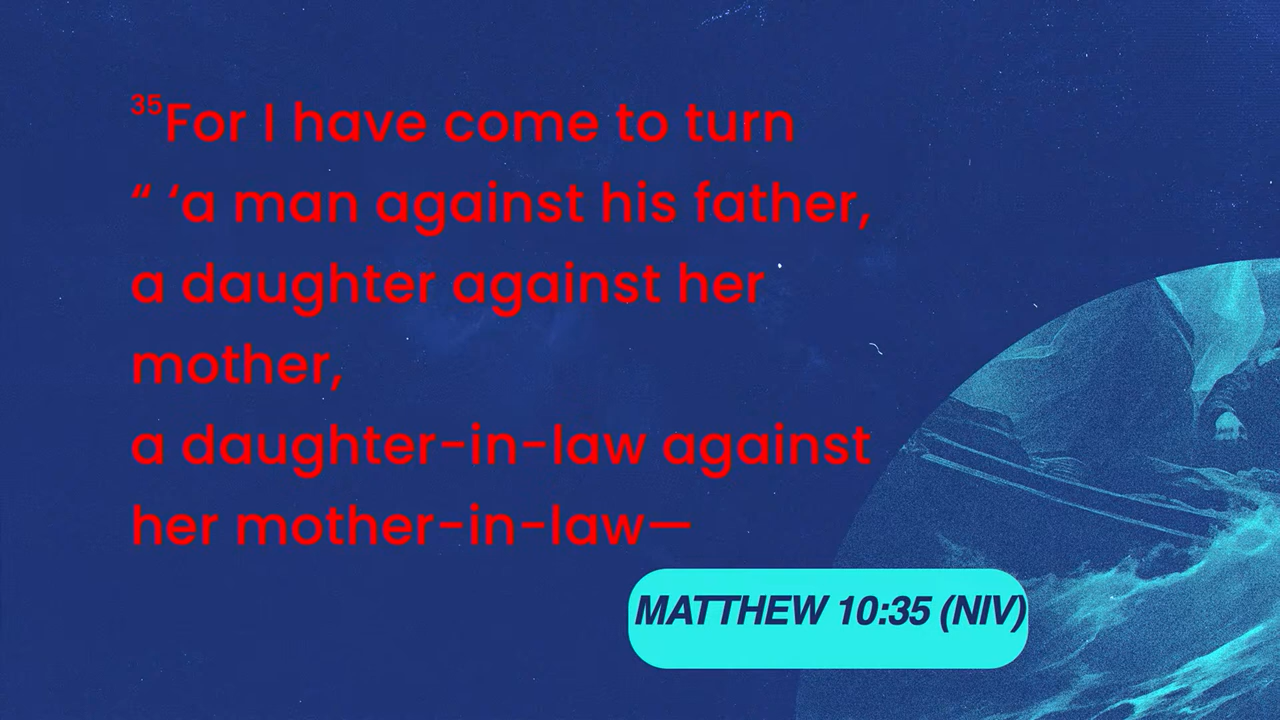 35For I have come to turn
“ ‘a man against his father,
a daughter against her
mother,
a daughter-in-law against
her mother-in-law—
MATTHEW 10:35 (NIV)